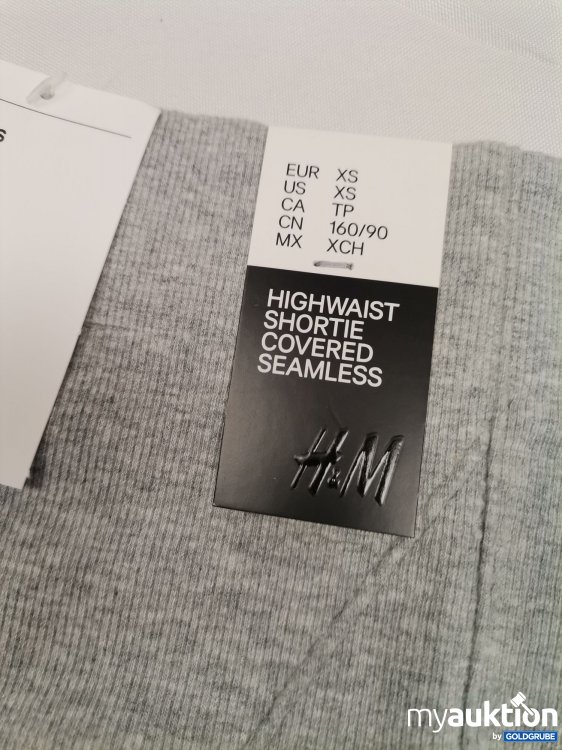 S
EUR XS
US XS
CA TP
CN 160/90
MX XCH
HIGHWAIST
SHORTIE
COVERED
SEAMLESS
H&M
myauktion
by GOLDGRUBE